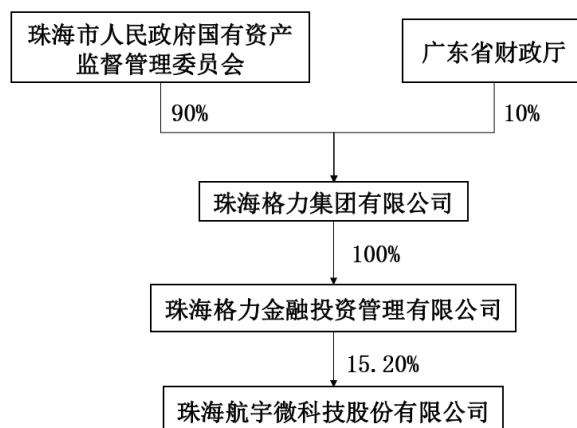 珠海市人民政府国有资产
监督管理委员会
广东省财政厅
90%
10%
珠海格力集团有限公司
100%
珠海格力金融投资管理有限公司
15.20%
珠海航宇微科技股份有限公司